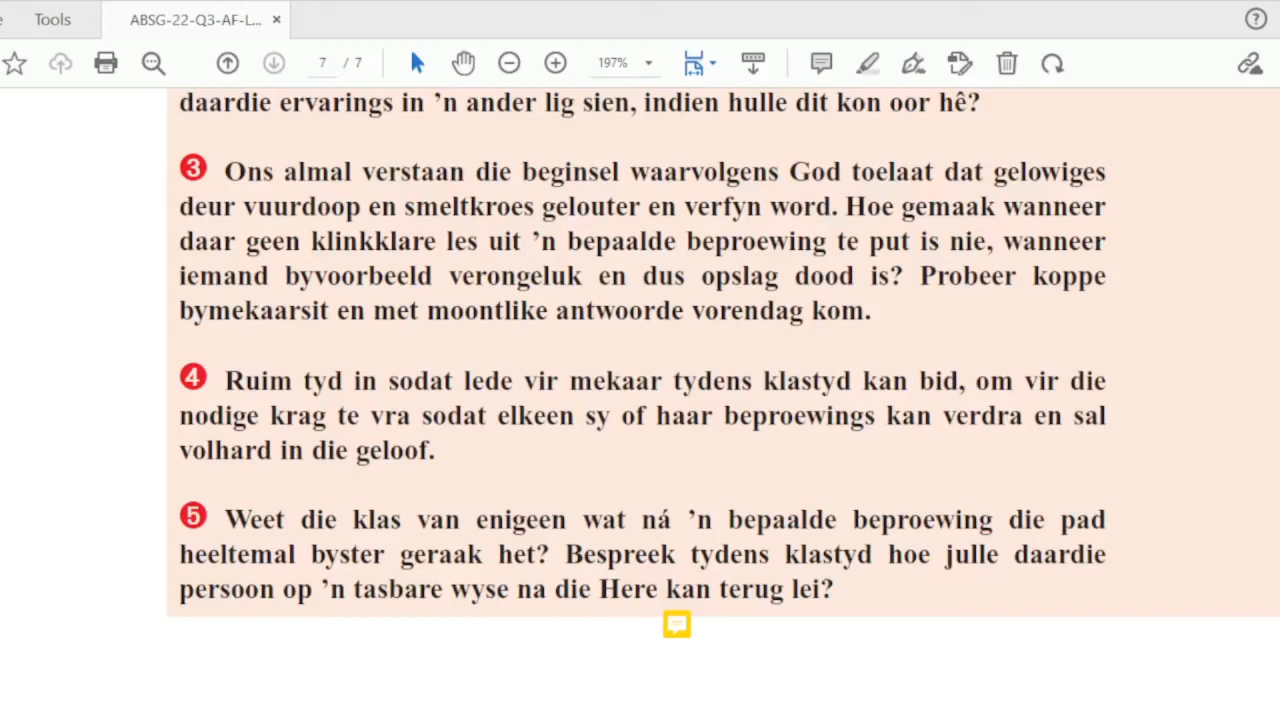 e Tools ABSG-22-Q3-AF-L... ×
7 / 7 197%
daardie ervarings in ’n ander lig sien, indien hulle dit kon oor hê?
3 Ons almal verstaan die beginsel waarvolgens God toelaat dat gelowiges
deur vuurdoop en smeltkroes gelouter en verfyn word. Hoe gemaak wanneer
daar geen klinkklare les uit ’n bepaalde beproewing te put is nie, wanneer
iemand byvoorbeeld verongeluk en dus opslag dood is? Probeer koppe
bymekaarsit en met moontlike antwoorde vorendag kom.
4 Ruim tyd in sodat lede vir mekaar tydens klastyd kan bid, om vir die
nodige krag te vra sodat elkeen sy of haar beproewings kan verdra en sal
volhard in die geloof.
5 Weet die klas van enigeen wat ná ’n bepaalde beproewing die pad
heeltemal byster geraak het? Bespreek tydens klastyd hoe julle daardie
persoon op ’n tasbare wyse na die Here kan terug lei?